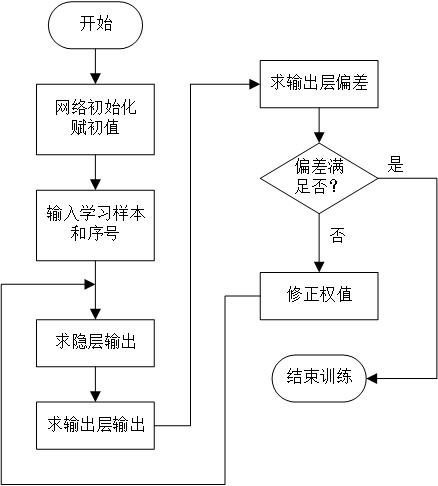 开始
网络初始化
赋初值
输入学习样本
和序号
求隐层输出
求输出层输出
求输出层偏差
偏差满
足否？
是
否
修正权值
结束训练